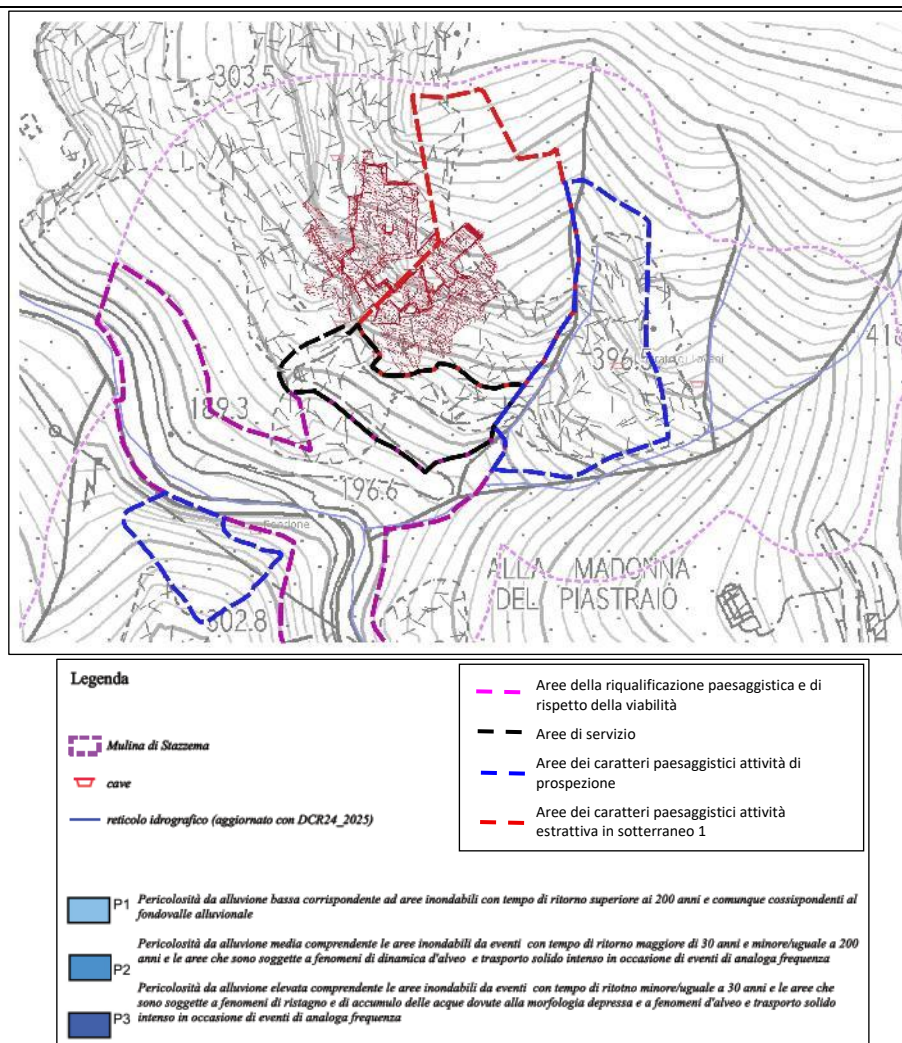 303.5
396.5
41
189.3
196.6
Fondone
ALLA MADONNA
DEL PIASTRAIO
302.8
Legenda
Mulina di Stazzema
cave
reticolo idrografico (aggiornato con DCR24_2025)
Aree della riqualificazione paesaggistica e di
rispetto della viabilità
Aree di servizio
Aree dei caratteri paesaggistici attività di
prospezione
Aree dei caratteri paesaggistici attività
estrattiva in sotterraneo 1
P1 Pericolosità da alluvione bassa corrispondente ad aree inondabili con tempo di ritorno superiore ai 200 anni e comunque cossispondenti al
fondovalle alluvionale
Pericolosità da alluvione media comprendente le aree inondabili da eventi con tempo di ritorno maggiore di 30 anni e minore/uguale a 200
P2 anni e le aree che sono soggette a fenomeni di dinamica d'alveo e trasporto solido intenso in occasione di eventi di analoga frequenza
Pericolosità da alluvione elevata comprendente le aree inondabili da eventi con tempo di ritotno minore/uguale a 30 anni e le aree che
sono soggette a fenomeni di ristagno e di accumulo delle acque dovute alla morfologia depressa e a fenomeni d'alveo e trasporto solido
P3 intenso in occasione di eventi di analoga frequenza